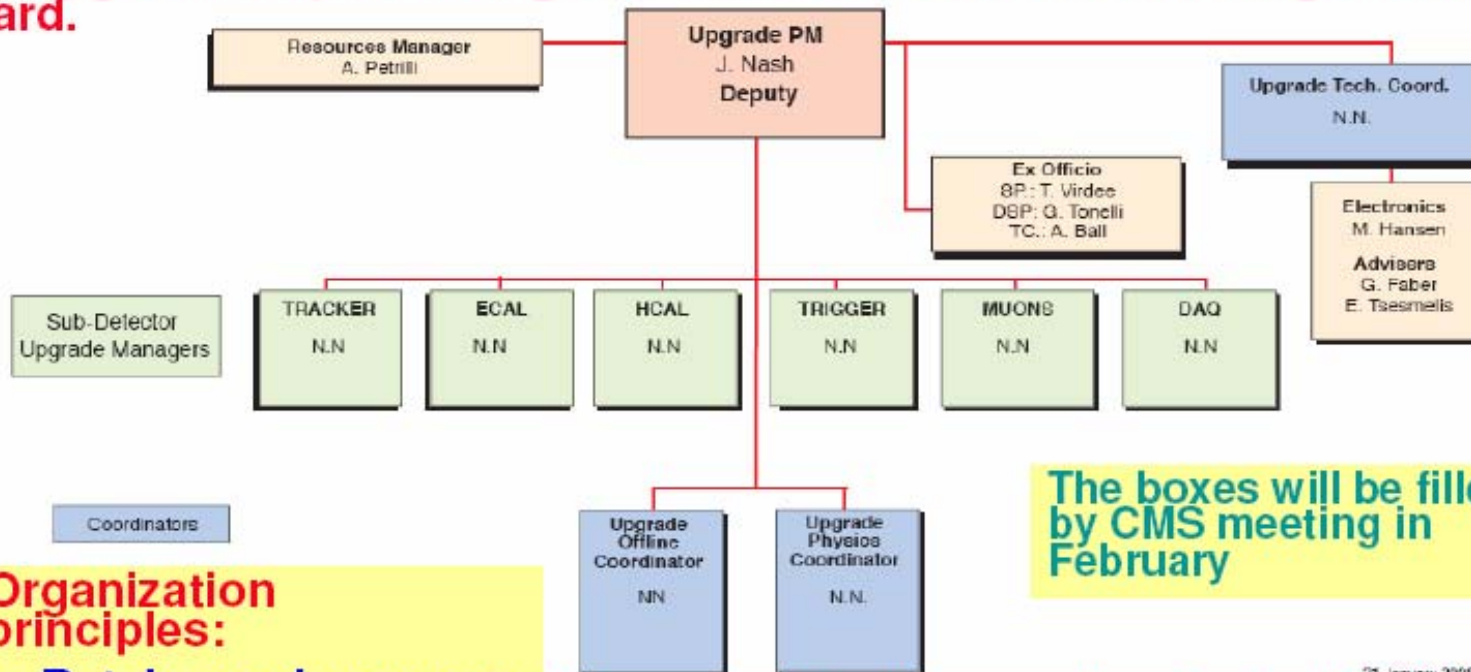 ard.
Resources Manager
A. Petrilli
Upgrade PM
J. Nash
Deputy
Upgrade Tech. Coord.
N.N.
Ex Officio
SP.: T. Virdee
DSP: G. Tonelli
TC.: A. Ball
Electronics
M. Hansen
Advisers
G. Faber
E. Tsesmelis
Sub-Detector
Upgrade Managers
TRACKER
N.N
ECAL
N.N
HCAL
N.N
TRIGGER
N.N
MUONS
N.N
DAQ
N.N
Coordinators
Upgrade
Offline
Coordinator
NN
Upgrade
Physics
Coordinator
N.N.
The boxes will be fille
by CMS meeting in
February
Organization
principles:
January